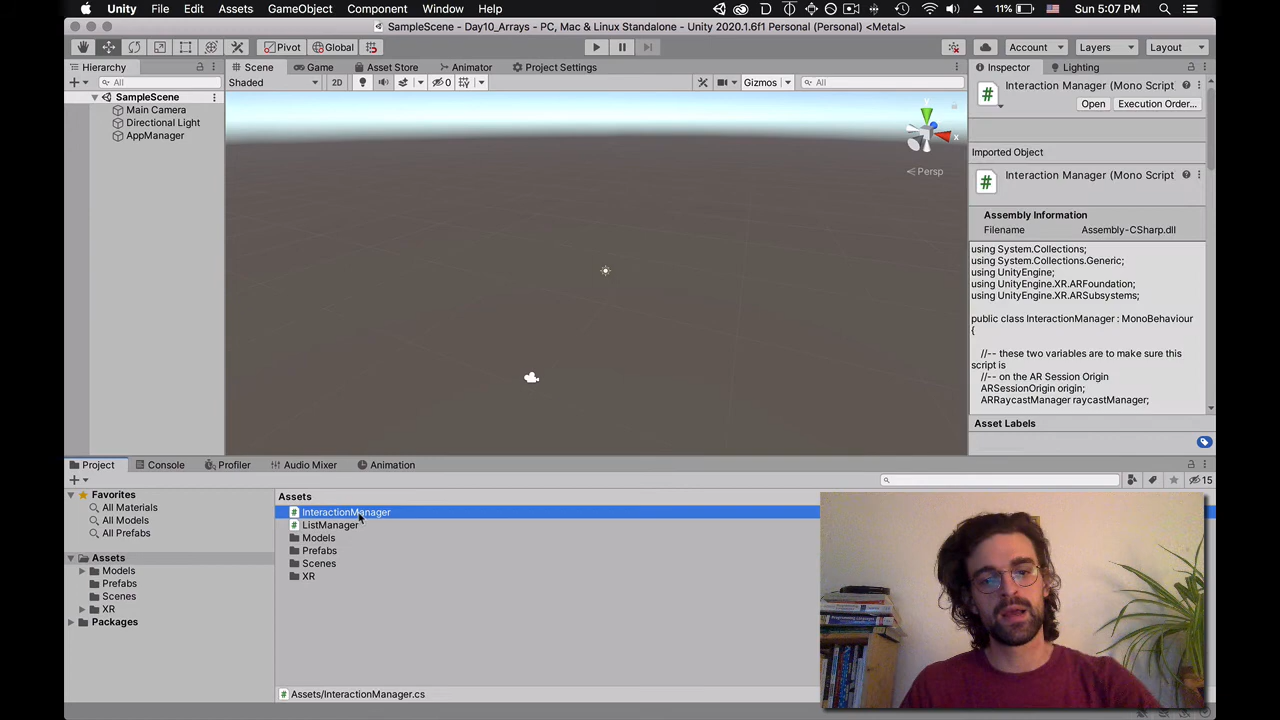 Unity File Edit Assets GameObject Component Window Help 11% Sun 5:07 PM
SampleScene - Day10_Arrays - PC, Mac & Linux Standalone - Unity 2020.1.6f1 Personal (Personal) <Metal>
Pivot Global Account Layers Layout
Hierarchy Scene Game Asset Store Animator Project Settings Inspector Lighting
All Shaded 2D 0 Gizmos All
SampleScene
Main Camera
Directional Light
AppManager
y
x
Persp
Interaction Manager (Mono Script
Open Execution Order...
Imported Object
Interaction Manager (Mono Script
Assembly Information
Filename Assembly-CSharp.dll
using System.Collections;
using System.Collections.Generic;
using UnityEngine;
using UnityEngine.XR.ARFoundation;
using UnityEngine.XR.ARSubsystems;
public class InteractionManager : MonoBehaviour
{
//-- these two variables are to make sure this
script is
//-- on the AR Session Origin
ARSessionOrigin origin;
ARRaycastManager raycastManager;
Asset Labels
Project Console Profiler Audio Mixer Animation
15
Favorites
All Materials
All Models
All Prefabs
Assets
Models
Prefabs
Scenes
XR
Packages
Assets
InteractionManager
ListManager
Models
Prefabs
Scenes
XR
Assets/InteractionManager.cs